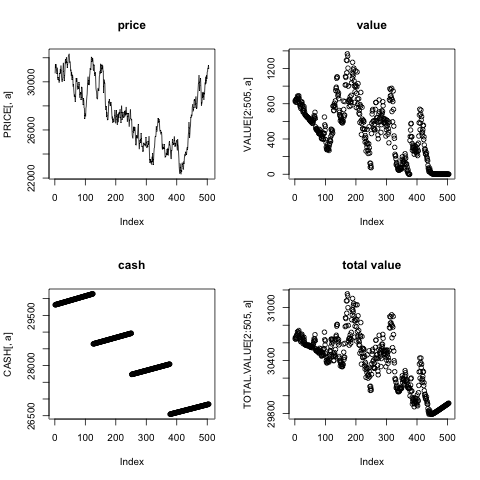 price
PRICE[, a]
22000 26000 30000
0 100 200 300 400 500
Index
value
VALUE[2:505, a]
0 400 800 1200
0 100 200 300 400 500
Index
cash
CASH[, a]
26500 28000 29500
0 100 200 300 400 500
Index
total value
TOTAL.VALUE[2:505, a]
29800 30400 31000
0 100 200 300 400 500
Index